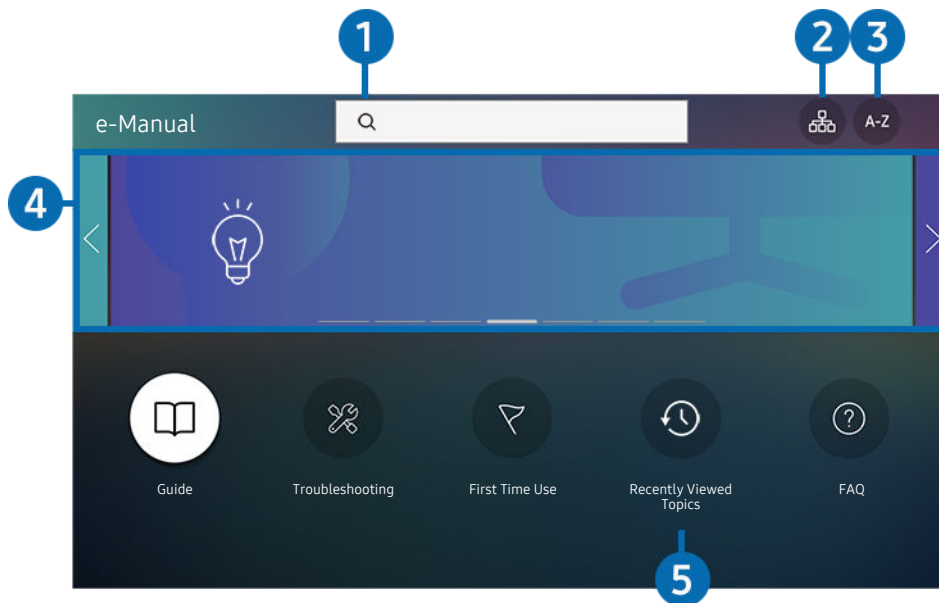 1
2
3
e-Manual
A-Z
4
Guide
Troubleshooting
First Time Use
Recently Viewed
Topics
FAQ
5